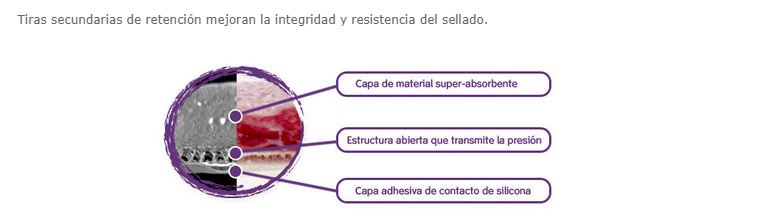 Tiras secundarias de retención mejoran la integridad y resistencia del sellado.
Capa de material super-absorbente
Estructura abierta que transmite la presión
Capa adhesiva de contacto de silicona